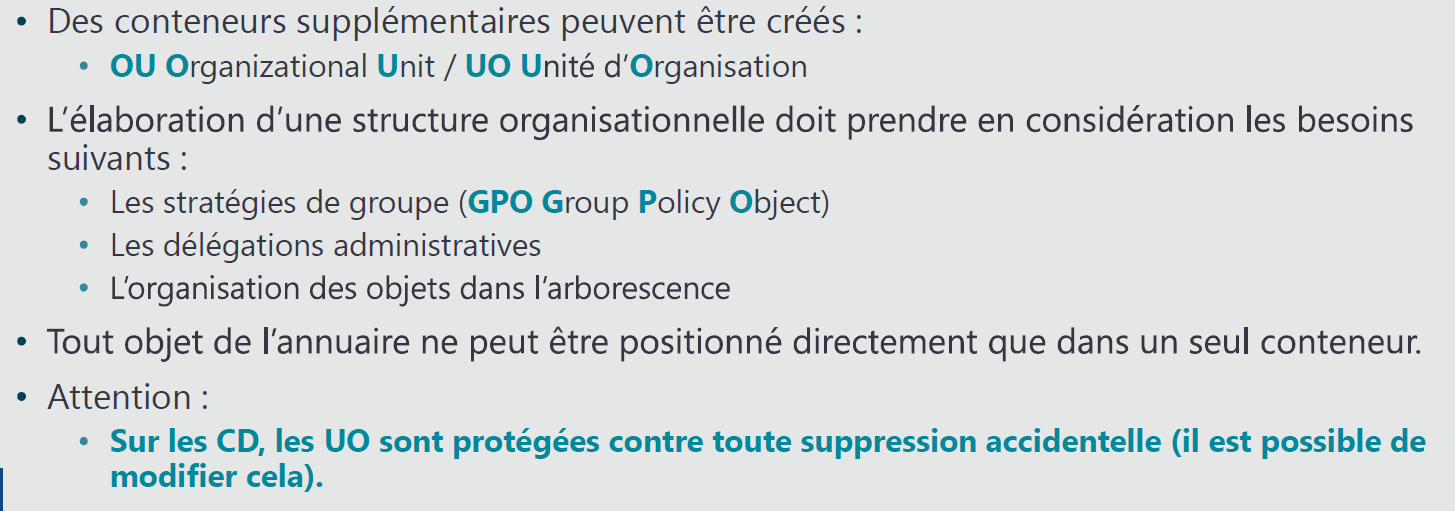 • Des conteneurs supplémentaires peuvent être créés :
• OU Organizational Unit / UO Unité d’Organisation
• L’élaboration d’une structure organisationnelle doit prendre en considération les besoins
suivants :
• Les stratégies de groupe (GPO Group Policy Object)
• Les délégations administratives
• L’organisation des objets dans l’arborescence
• Tout objet de l’annuaire ne peut être positionné directement que dans un seul conteneur.
• Attention :
• Sur les CD, les UO sont protégées contre toute suppression accidentelle (il est possible de
modifier cela).